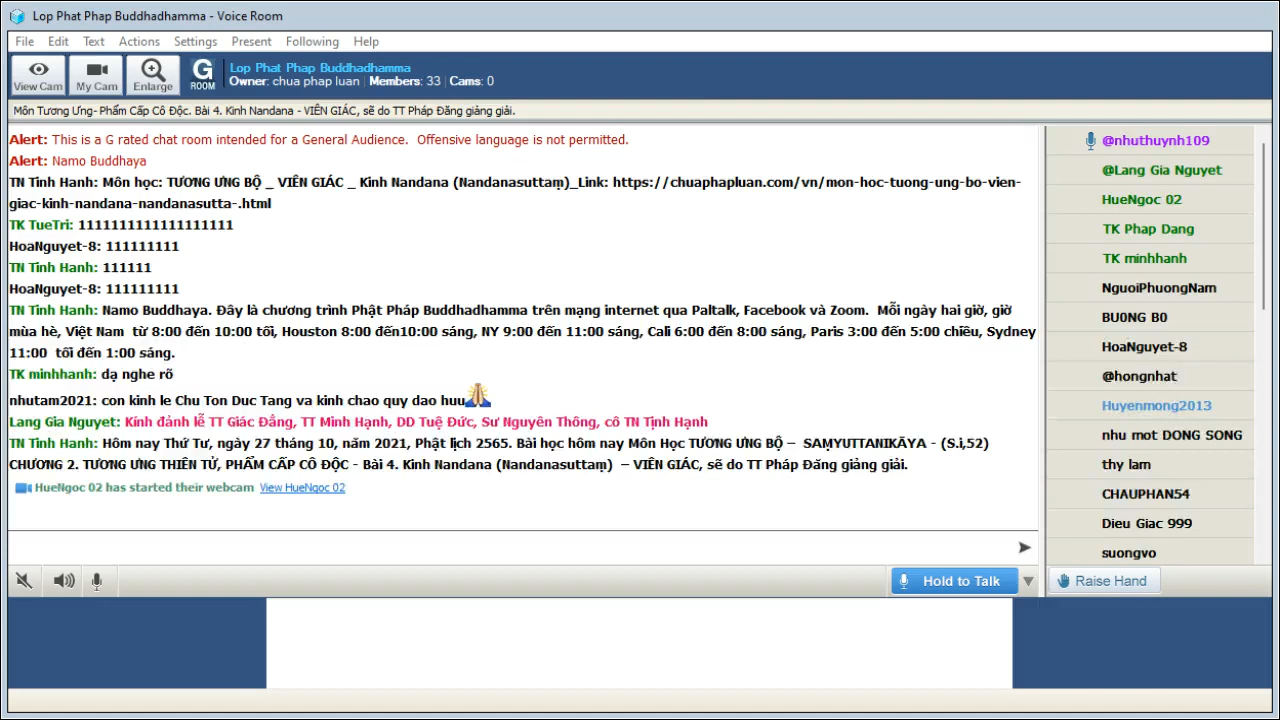 Lop Phat Phap Buddhadhamma - Voice Room
File Edit Text Actions Settings Present Following Help
View Cam My Cam Enlarge G ROOM
Lop Phat Phap Buddhadhamma
Owner: chua phap luan Members: 33 Cams: 0
Môn Tương Ưng- Phẩm Cấp Cô Độc. Bài 4. Kinh Nandana - VIÊN GIÁC, sẽ do TT Pháp Đăng giảng giải.
Alert: This is a G rated chat room intended for a General Audience. Offensive language is not permitted.
Alert: Namo Buddhaya
TN Tinh Hanh: Môn học: TƯƠNG ƯNG BỘ _ VIÊN GIÁC _ Kinh Nandana (Nandanasuttaṃ)_Link: https://chuaphapluan.com/vn/mon-hoc-tuong-ung-bo-vien-
giac-kinh-nandana-nandanasutta-.html
TK TueTri: 1111111111111111111
HoaNguyet-8: 111111111
TN Tinh Hanh: 111111
HoaNguyet-8: 111111111
TN Tinh Hanh: Namo Buddhaya. Đây là chương trình Phật Pháp Buddhadhamma trên mạng internet qua Paltalk, Facebook và Zoom. Mỗi ngày hai giờ, giờ
mùa hè, Việt Nam từ 8:00 đến 10:00 tối, Houston 8:00 đến10:00 sáng, NY 9:00 đến 11:00 sáng, Cali 6:00 đến 8:00 sáng, Paris 3:00 đến 5:00 chiều, Sydney
11:00 tối đến 1:00 sáng.
TK minhhanh: dạ nghe rõ
nhutam2021: con kinh le Chu Ton Duc Tang va kinh chao quy dao huu
Lang Gia Nguyet: Kính đảnh lễ TT Giác Đẳng, TT Minh Hạnh, DD Tuệ Đức, Sư Nguyên Thông, cô TN Tịnh Hạnh
TN Tinh Hanh: Hôm nay Thứ Tư, ngày 27 tháng 10, năm 2021, Phật lịch 2565. Bài học hôm nay Môn Học TƯƠNG ƯNG BỘ – SAṂYUTTANIKĀYA - (S.i,52)
CHƯƠNG 2. TƯƠNG ƯNG THIÊN TỬ, PHẨM CẤP CÔ ĐỘC - Bài 4. Kinh Nandana (Nandanasuttaṃ) – VIÊN GIÁC, sẽ do TT Pháp Đăng giảng giải.
HueNgoc 02 has started their webcam View HueNgoc 02
@nhuthuynh109
@Lang Gia Nguyet
HueNgoc 02
TK Phap Dang
TK minhhanh
NguoiPhuongNam
BU0NG B0
HoaNguyet-8
@hongnhat
Huyenmong2013
nhu mot DONG SONG
thy lam
CHAUPHAN54
Dieu Giac 999
suongvo
Hold to Talk
Raise Hand